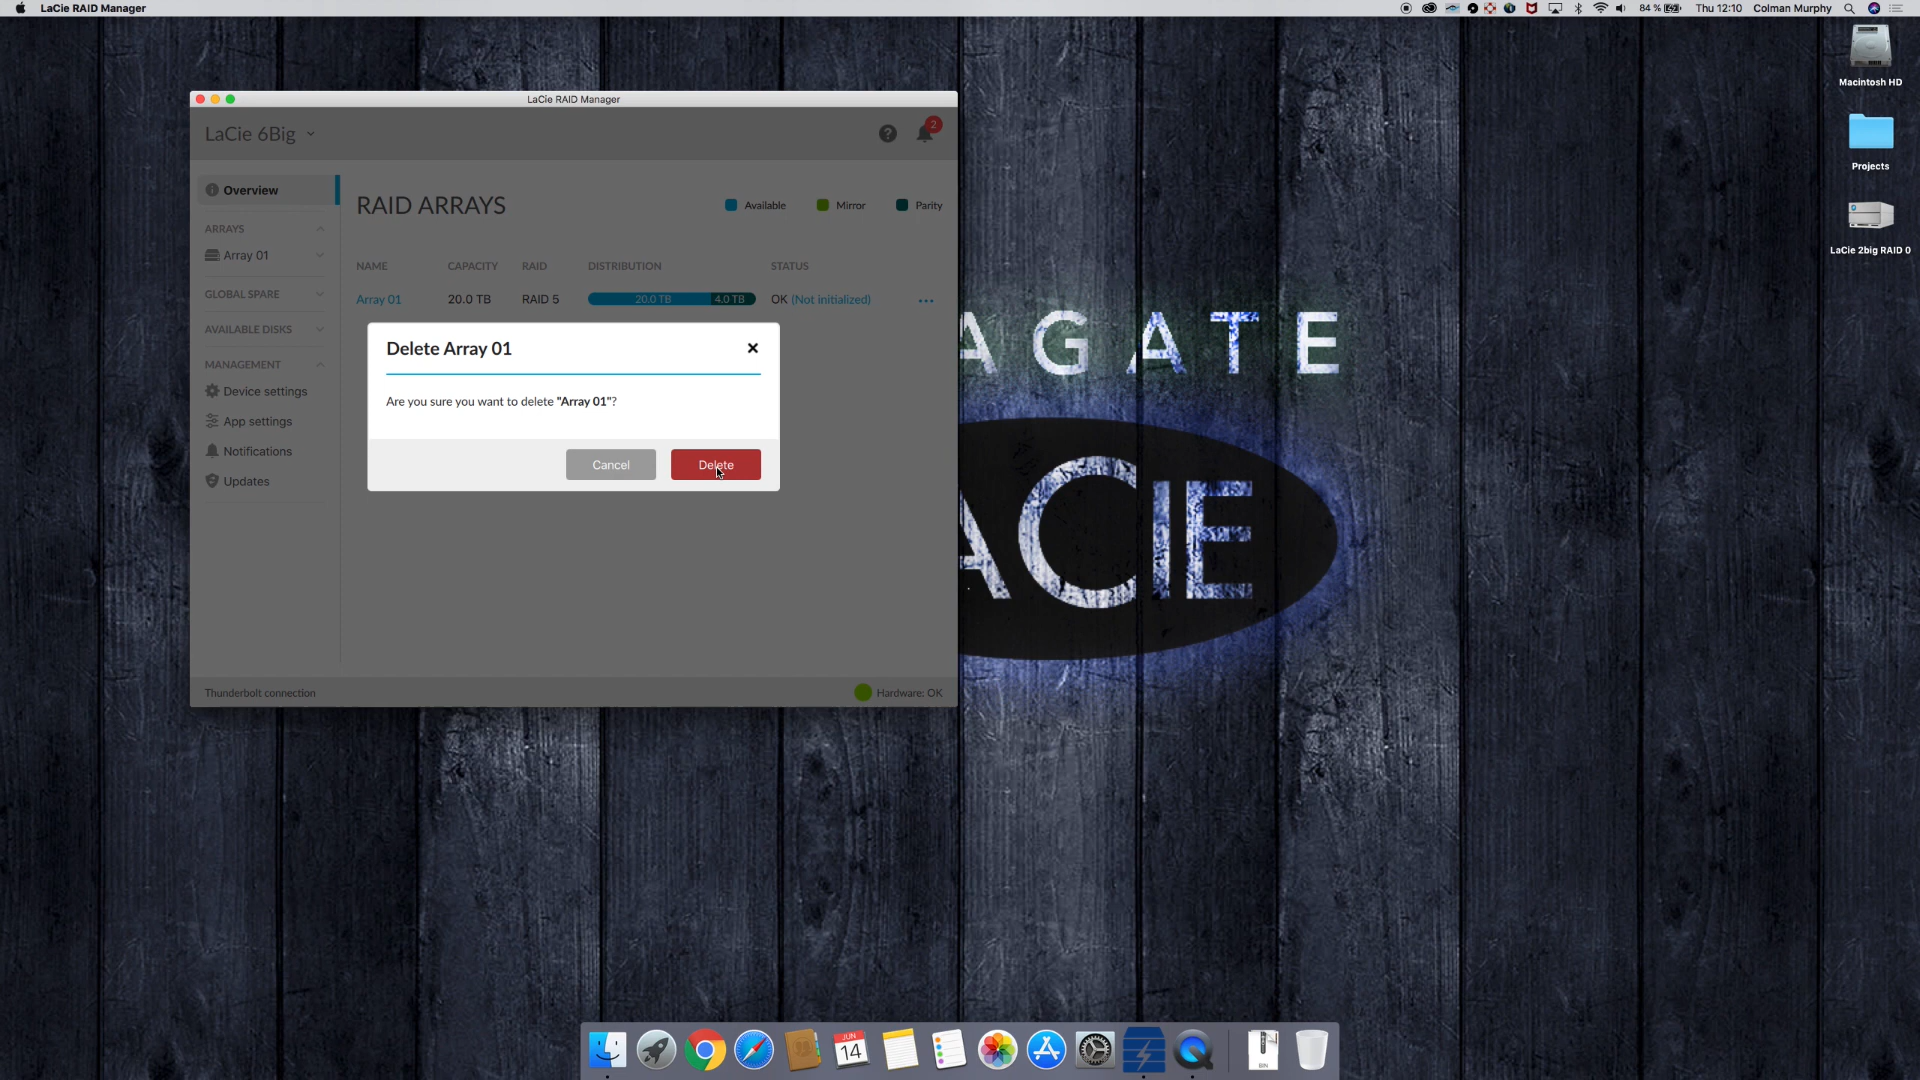 LaCie RAID Manager
84 %
Thu 12:10
Colman Murphy
Macintosh HD
Projects
LaCie 2big RAID 0
LaCie RAID Manager
LaCie 6Big
2
Overview
ARRAYS
Array 01
GLOBAL SPARE
AVAILABLE DISKS
MANAGEMENT
Device settings
App settings
Notifications
Updates
RAID ARRAYS
Available
Mirror
Parity
NAME CAPACITY RAID DISTRIBUTION STATUS
Array 01 20.0 TB RAID 5 20.0 TB 4.0 TB OK (Not initialized)
Delete Array 01
Are you sure you want to delete "Array 01"?
Cancel
Delete
Thunderbolt connection
Hardware: OK
AGATE
ACIE
JUN
14
BIN